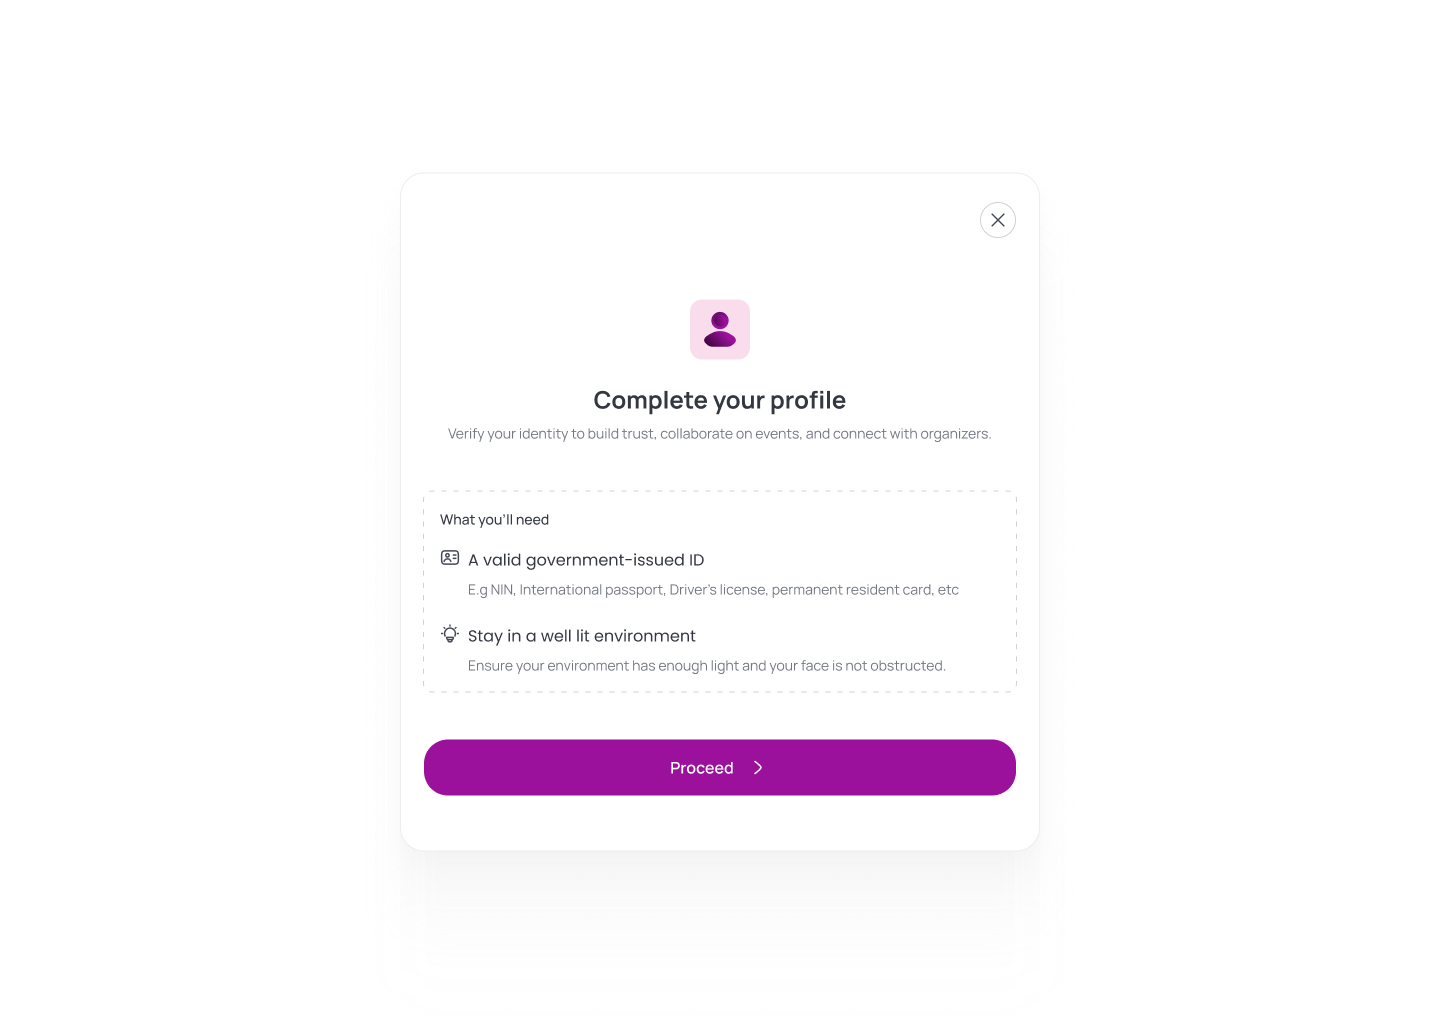 Complete your profile
Verify your identity to build trust, collaborate on events, and connect with organizers.
What you'll need
A valid government-issued ID
E.g NIN, International passport, Driver's license, permanent resident card, etc
Stay in a well lit environment
Ensure your environment has enough light and your face is not obstructed.
Proceed